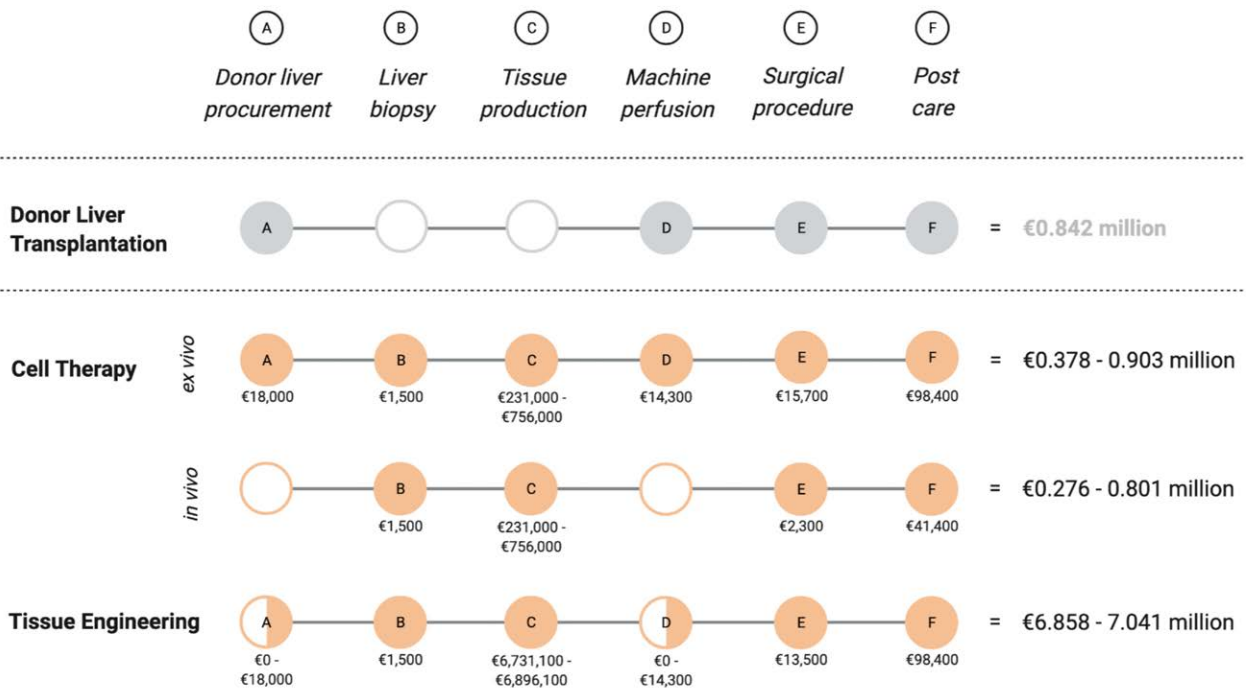 A B C D E F
Donor liver procurement
Liver biopsy
Tissue production
Machine perfusion
Surgical procedure
Post care
Donor Liver
Transplantation
A D E F = €0.842 million
Cell Therapy
ex vivo
A B C D E F = €0.378 - 0.903 million
€18,000 €1,500 €231,000 - €756,000 €14,300 €15,700 €98,400
in vivo
B C E F = €0.276 - 0.801 million
€1,500 €231,000 - €756,000 €2,300 €41,400
Tissue Engineering
A B C D E F = €6.858 - 7.041 million
€0 - €18,000 €1,500 €6,731,100 - €6,896,100 €0 - €14,300 €13,500 €98,400